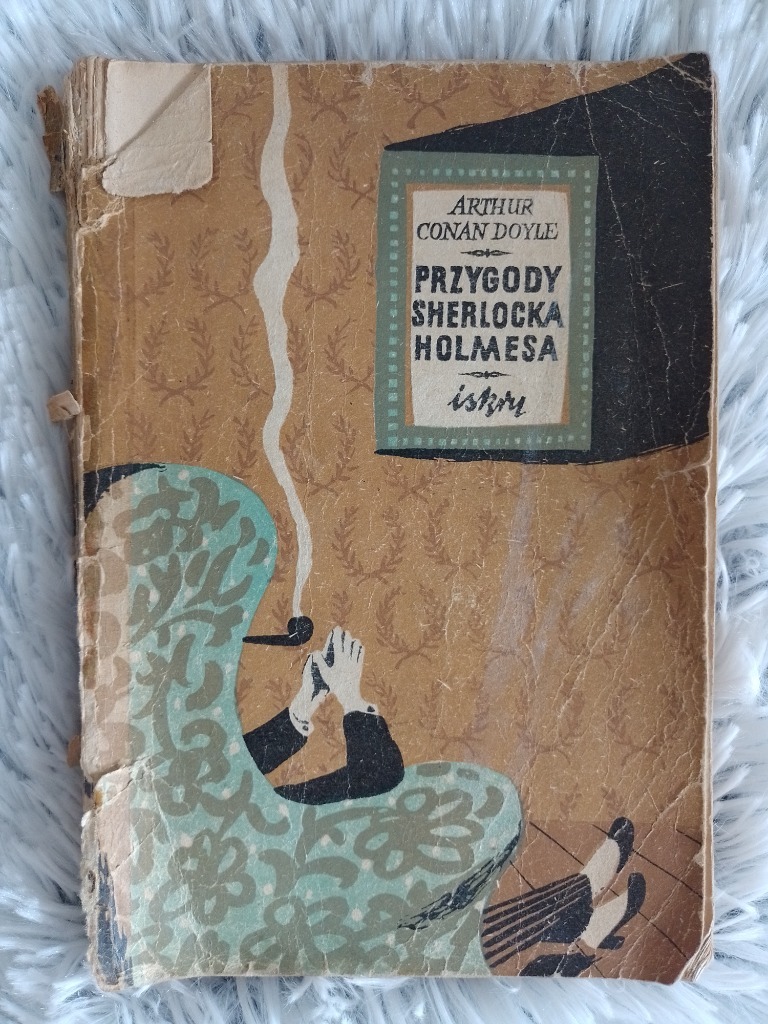 ARTHUR
CONAN DOYLE
PRZYGODY
SHERLOCKA
HOLMESA
iskry